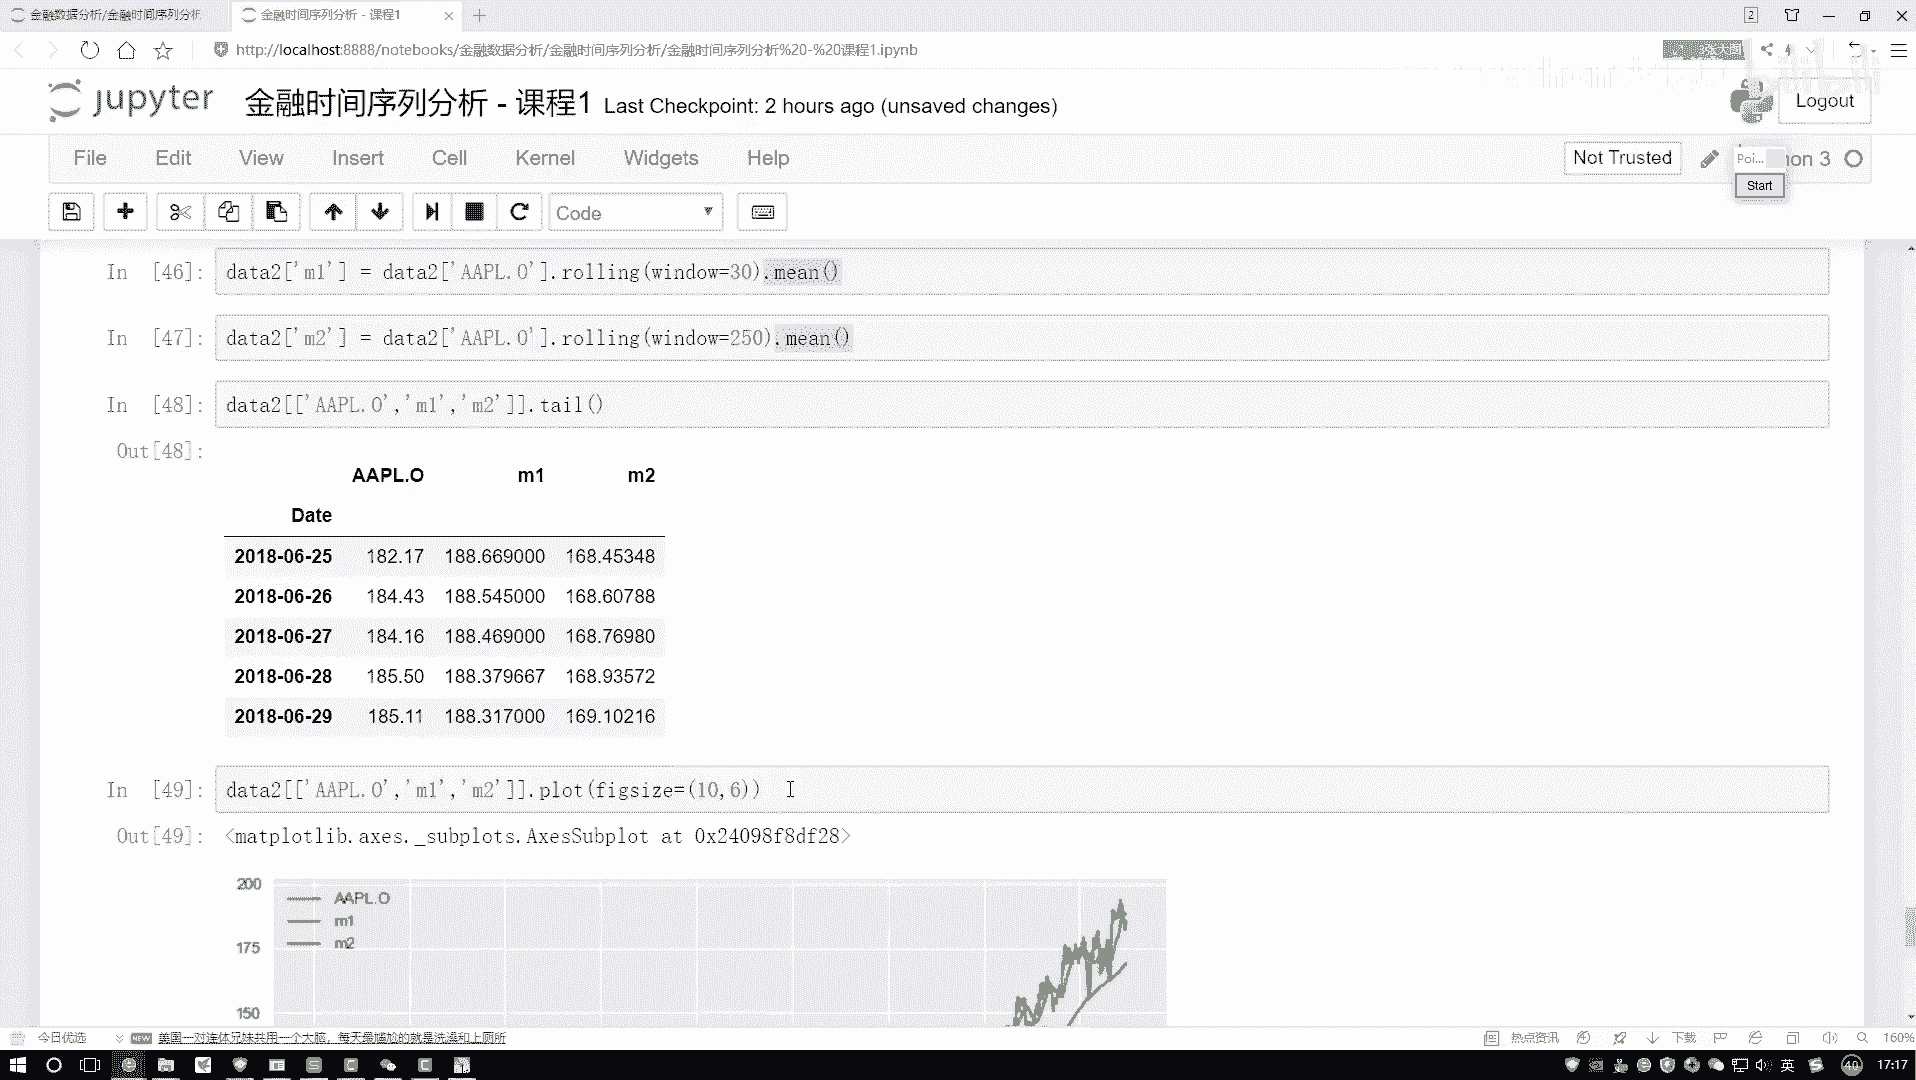 金融数据分析/金融时间序列分析
金融时间序列分析 - 课程1
2
http://localhost:8888/notebooks/金融数据分析/金融时间序列分析/金融时间序列分析%20-%20课程1.ipynb
jupyter 金融时间序列分析 - 课程1 Last Checkpoint: 2 hours ago (unsaved changes)
Logout
File Edit View Insert Cell Kernel Widgets Help
Not Trusted
Poi...
Start
Code
In [46]: data2['m1'] = data2['AAPL.O'].rolling(window=30).mean()
In [47]: data2['m2'] = data2['AAPL.O'].rolling(window=250).mean()
In [48]: data2[['AAPL.O','m1','m2']].tail()
Out[48]:
AAPL.O m1 m2
Date
2018-06-25 182.17 188.669000 168.45348
2018-06-26 184.43 188.545000 168.60788
2018-06-27 184.16 188.469000 168.76980
2018-06-28 185.50 188.379667 168.93572
2018-06-29 185.11 188.317000 169.10216
In [49]: data2[['AAPL.O','m1','m2']].plot(figsize=(10,6))
Out[49]: <matplotlib.axes._subplots.AxesSubplot at 0x24098f8df28>
200
AAPL.O
m1
m2
175
150
今日优选
NEW 美国一对连体兄妹共用一个大脑，每天最尴尬的就是洗澡和上厕所
热点资讯
下载
160%
英
40
17:17